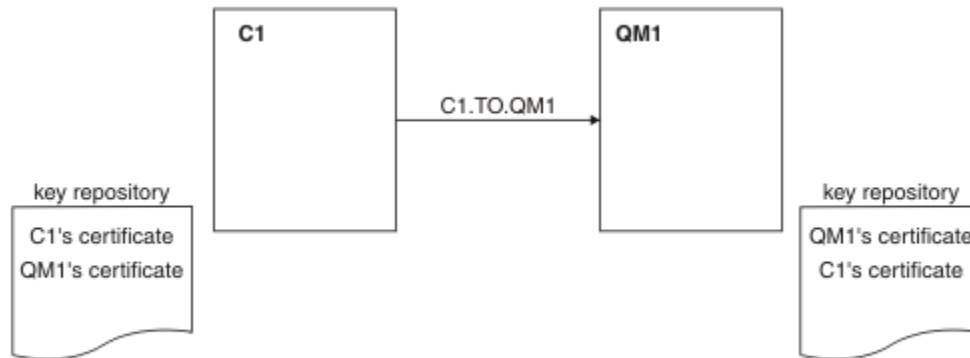 C1
QM1
C1.TO.QM1
key repository
C1's certificate
QM1's certificate
key repository
QM1's certificate
C1's certificate